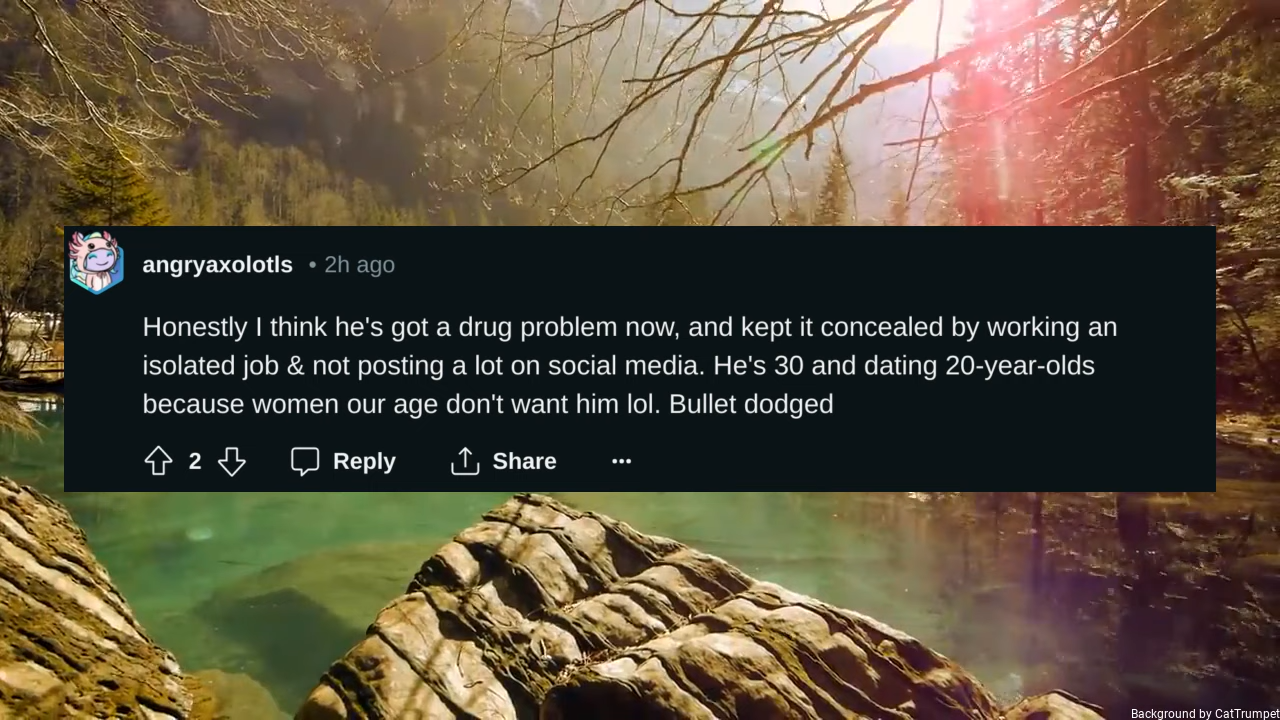 angryaxolotls • 2h ago
Honestly I think he's got a drug problem now, and kept it concealed by working an
isolated job & not posting a lot on social media. He's 30 and dating 20-year-olds
because women our age don't want him lol. Bullet dodged
2 Reply Share ...
Background by CatTrumpet